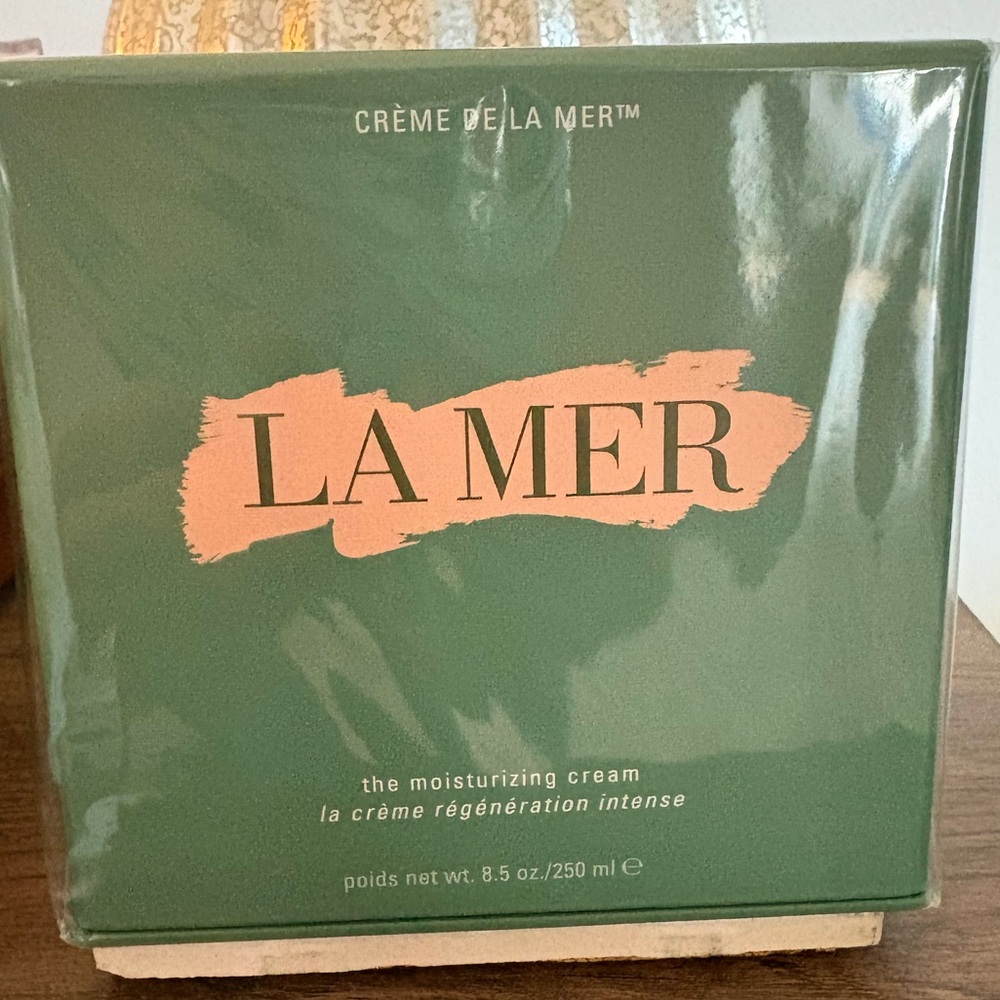 CRÈME DE LA MER™
LA MER
the moisturizing cream
la crème régénération intense
poids net wt. 8.5 oz./250 ml ℮